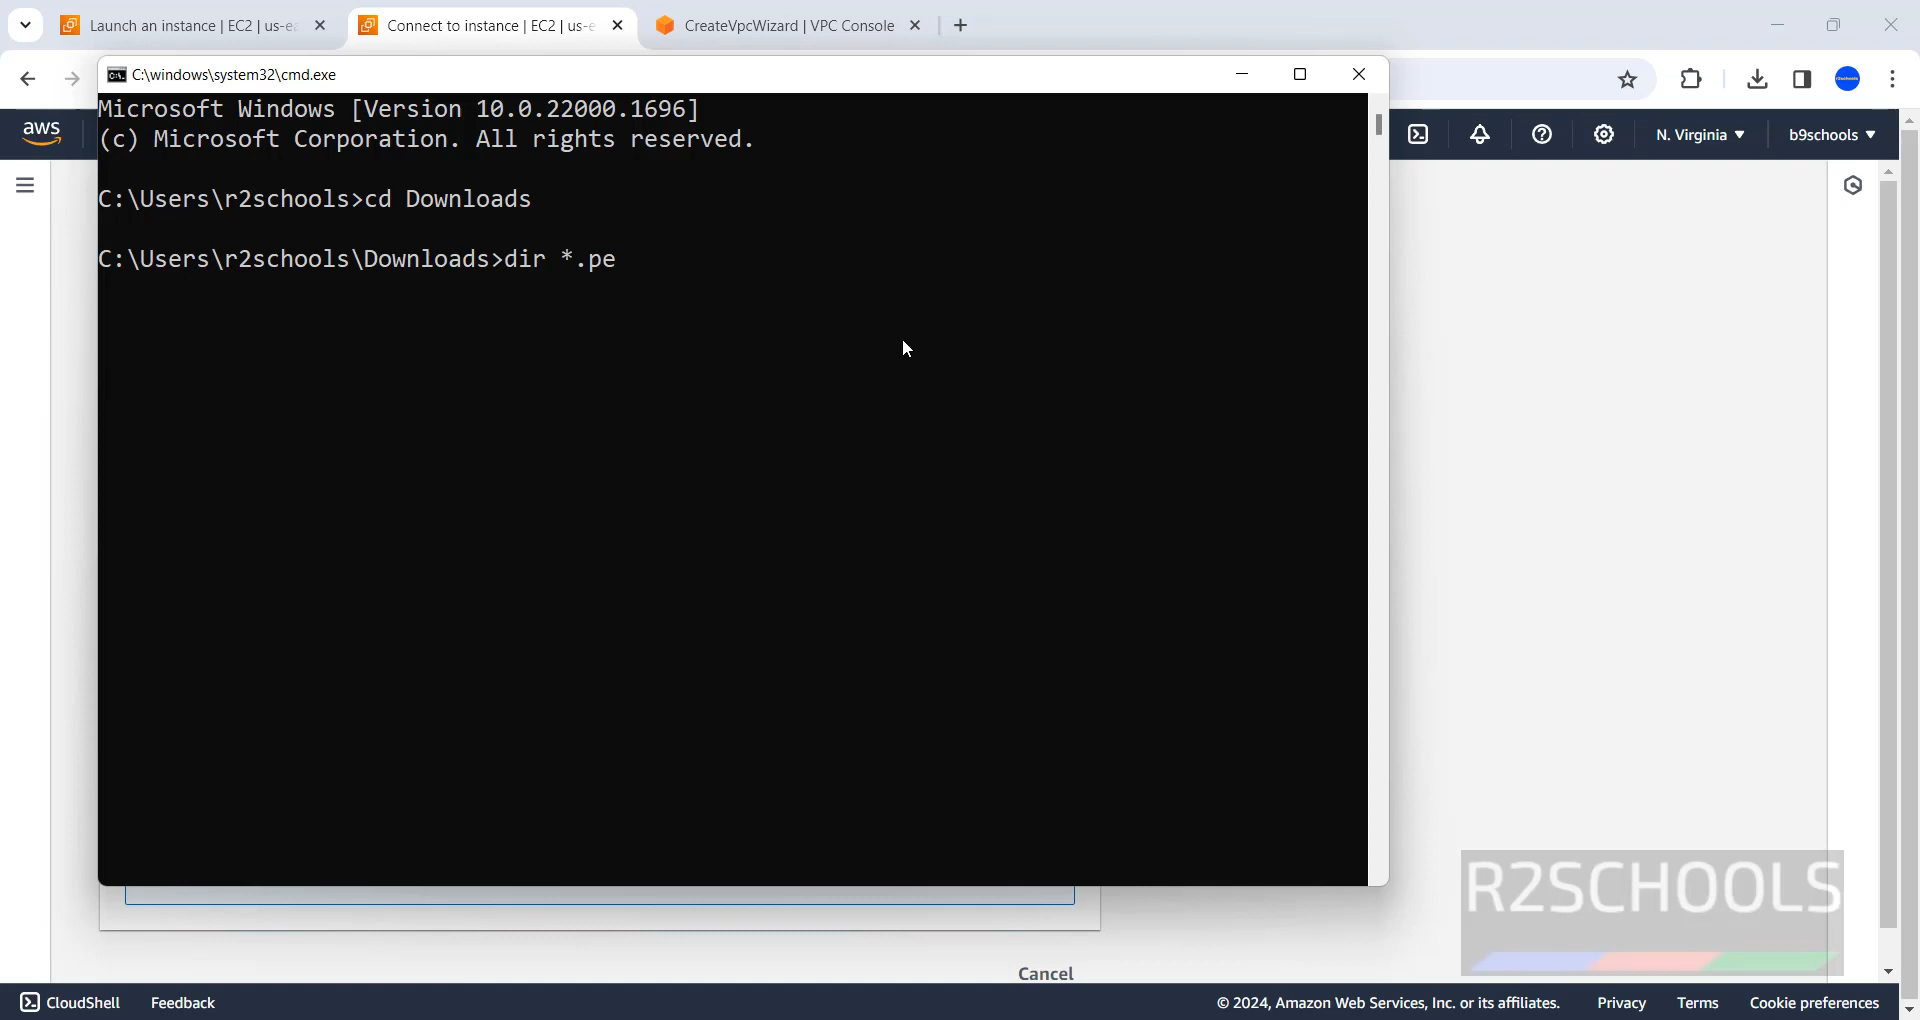 Launch an instance | EC2 | us-ea
Connect to instance | EC2 | us-e
CreateVpcWizard | VPC Console
C:\windows\system32\cmd.exe
Microsoft Windows [Version 10.0.22000.1696]
(c) Microsoft Corporation. All rights reserved.
C:\Users\r2schools>cd Downloads
C:\Users\r2schools\Downloads>dir *.pe
aws
N. Virginia
b9schools
R2SCHOOLS
Cancel
CloudShell
Feedback
© 2024, Amazon Web Services, Inc. or its affiliates.
Privacy
Terms
Cookie preferences